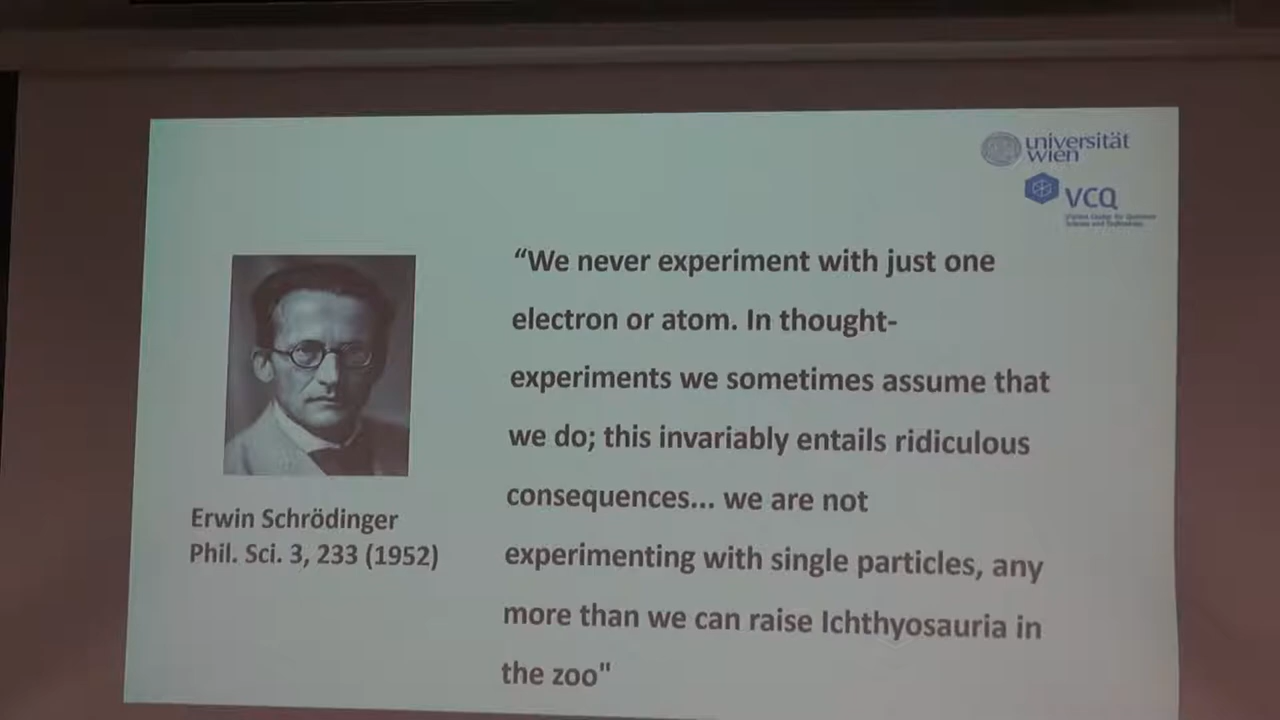 universität
wien
VCQ
"We never experiment with just one
electron or atom. In thought-
experiments we sometimes assume that
we do; this invariably entails ridiculous
consequences... we are not
experimenting with single particles, any
more than we can raise Ichthyosauria in
the zoo"
Erwin Schrödinger
Phil. Sci. 3, 233 (1952)